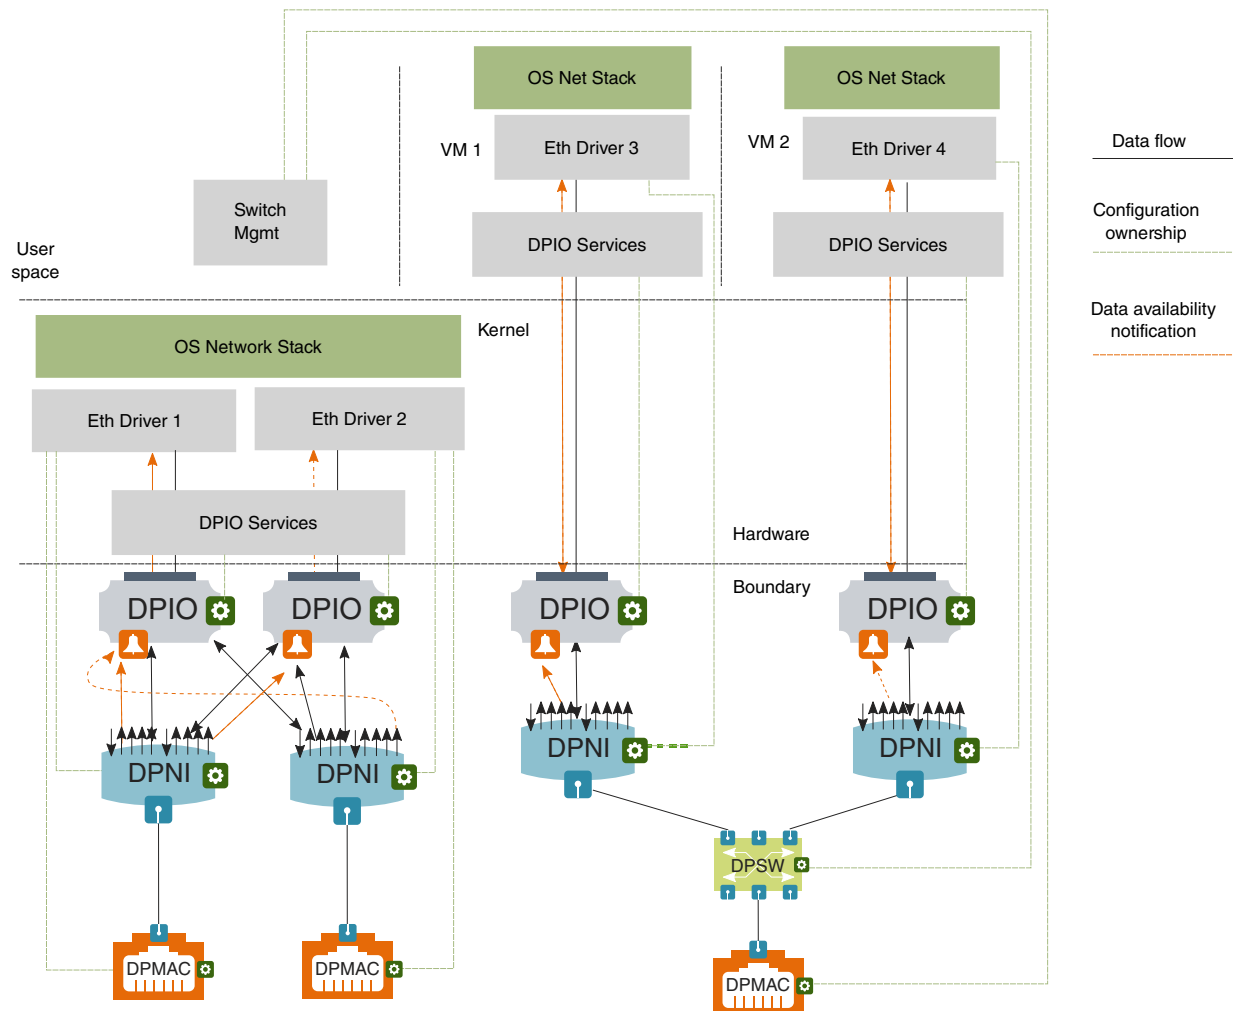 OS Net Stack
OS Net Stack
VM 1
Eth Driver 3
VM 2
Eth Driver 4
Data flow
Switch
Mgmt
Configuration
ownership
User
space
DPIO Services
DPIO Services
Data availability
notification
Kernel
OS Network Stack
Eth Driver 1
Eth Driver 2
DPIO Services
Hardware
Boundary
DPIO
DPIO
DPIO
DPIO
DPNI
DPNI
DPNI
DPNI
DPSW
DPMAC
DPMAC
DPMAC